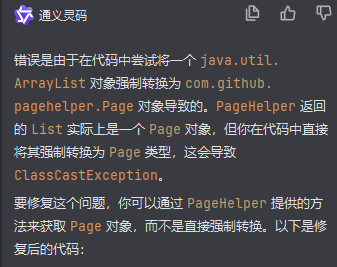 通义灵码
错误是由于在代码中尝试将一个 java.util.
ArrayList 对象强制转换为 com.github.
pagehelper.Page 对象导致的。PageHelper 返回
的 List 实际上是一个 Page 对象，但你在代码中直接
将其强制转换为 Page 类型，这会导致
ClassCastException。
要修复这个问题，你可以通过 PageHelper 提供的方
法来获取 Page 对象，而不是直接强制转换。以下是修
复后的代码：